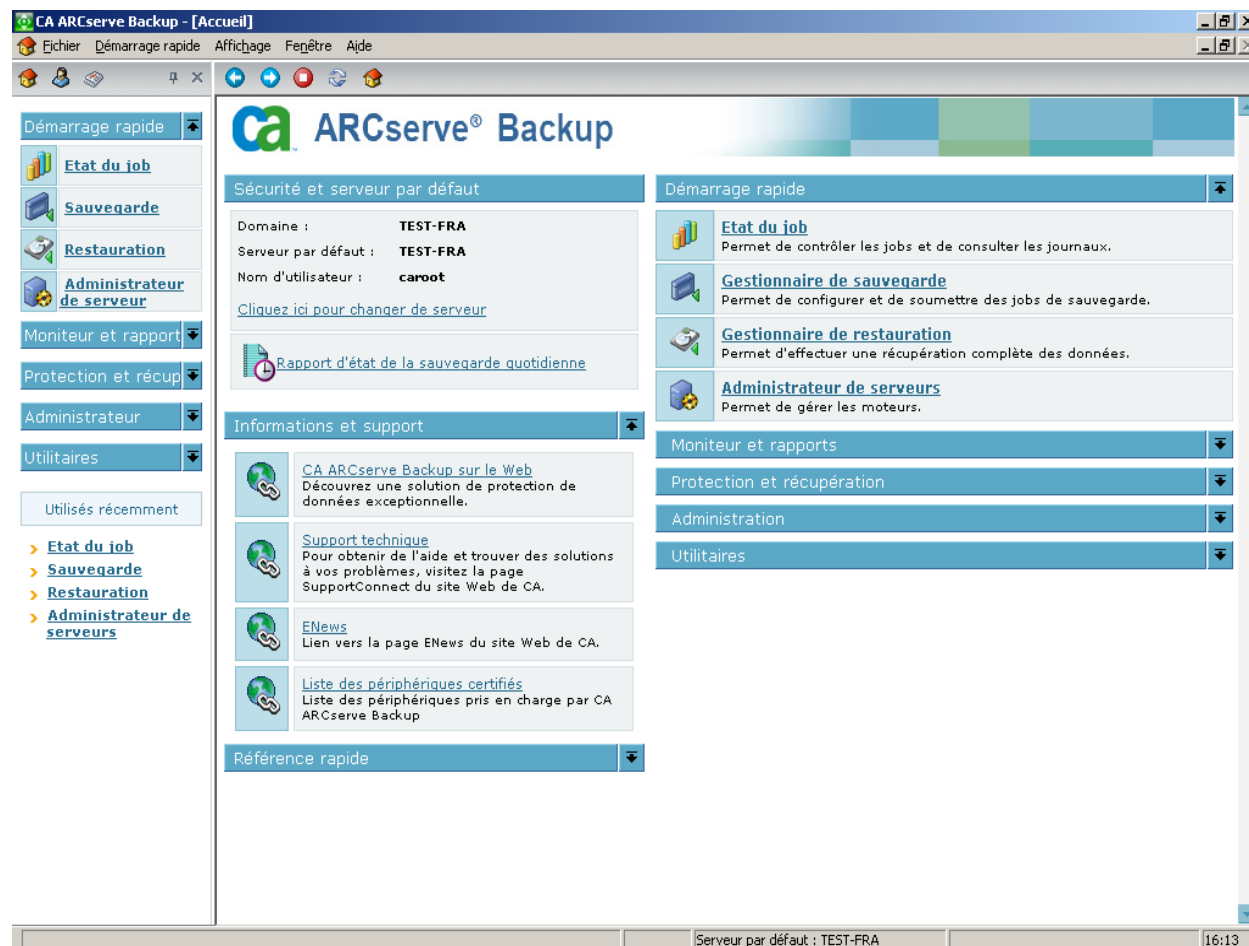 CA ARCserve Backup - [Accueil]
Eichier Démarrage rapide Affichage Fenêtre Aide
Démarrage rapide
Etat du job
Sauvegarde
Restauration
Administrateur
de serveur
Moniteur et rapport
Protection et récup
Administrateur
Utilitaires
Utilisés récemment
Etat du job
Sauvegarde
Restauration
Administrateur de
serveurs
ca ARCserve® Backup
Sécurité et serveur par défaut
Domaine : TEST-FRA
Serveur par défaut : TEST-FRA
Nom d'utilisateur : caroot
Cliquez ici pour changer de serveur
Rapport d'état de la sauvegarde quotidienne
Informations et support
CA ARCserve Backup sur le Web
Découvrez une solution de protection de
données exceptionnelle.
Support technique
Pour obtenir de l'aide et trouver des solutions
à vos problèmes, visitez la page
SupportConnect du site Web de CA.
ENews
Lien vers la page ENews du site Web de CA.
Liste des périphériques certifiés
Liste des périphériques pris en charge par CA
ARCserve Backup
Référence rapide
Démarrage rapide
Etat du job
Permet de contrôler les jobs et de consulter les journaux.
Gestionnaire de sauvegarde
Permet de configurer et de soumettre des jobs de sauvegarde.
Gestionnaire de restauration
Permet d'effectuer une récupération complète des données.
Administrateur de serveurs
Permet de gérer les moteurs.
Moniteur et rapports
Protection et récupération
Administration
Utilitaires
Serveur par défaut : TEST-FRA
16:13